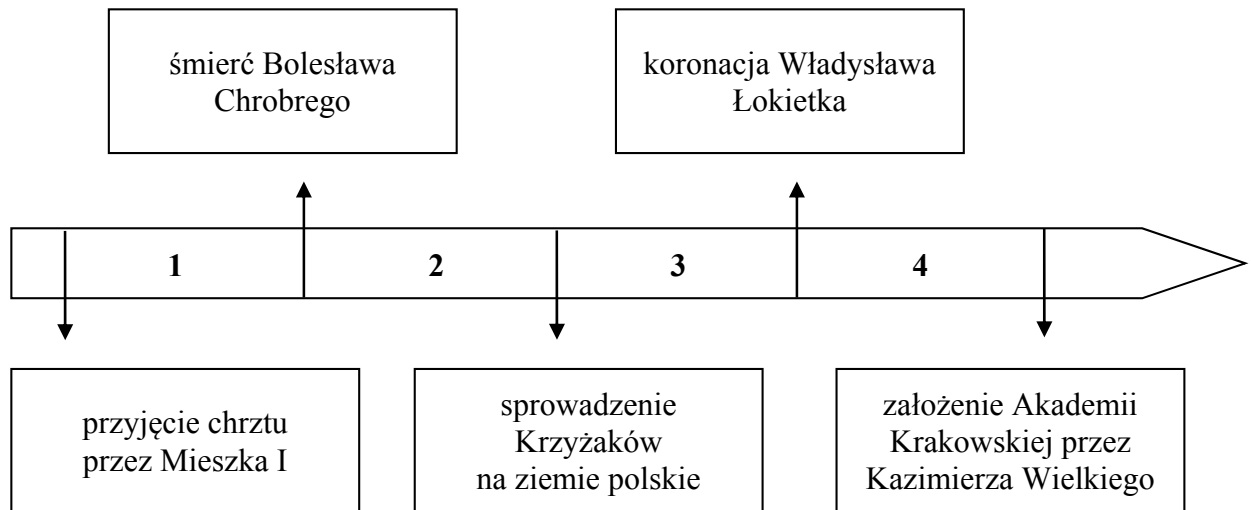 śmierć Bolesława
Chrobrego
koronacja Władysława
Łokietka
1
2
3
4
przyjęcie chrztu
przez Mieszka I
sprowadzenie
Krzyżaków
na ziemie polskie
założenie Akademii
Krakowskiej przez
Kazimierza Wielkiego